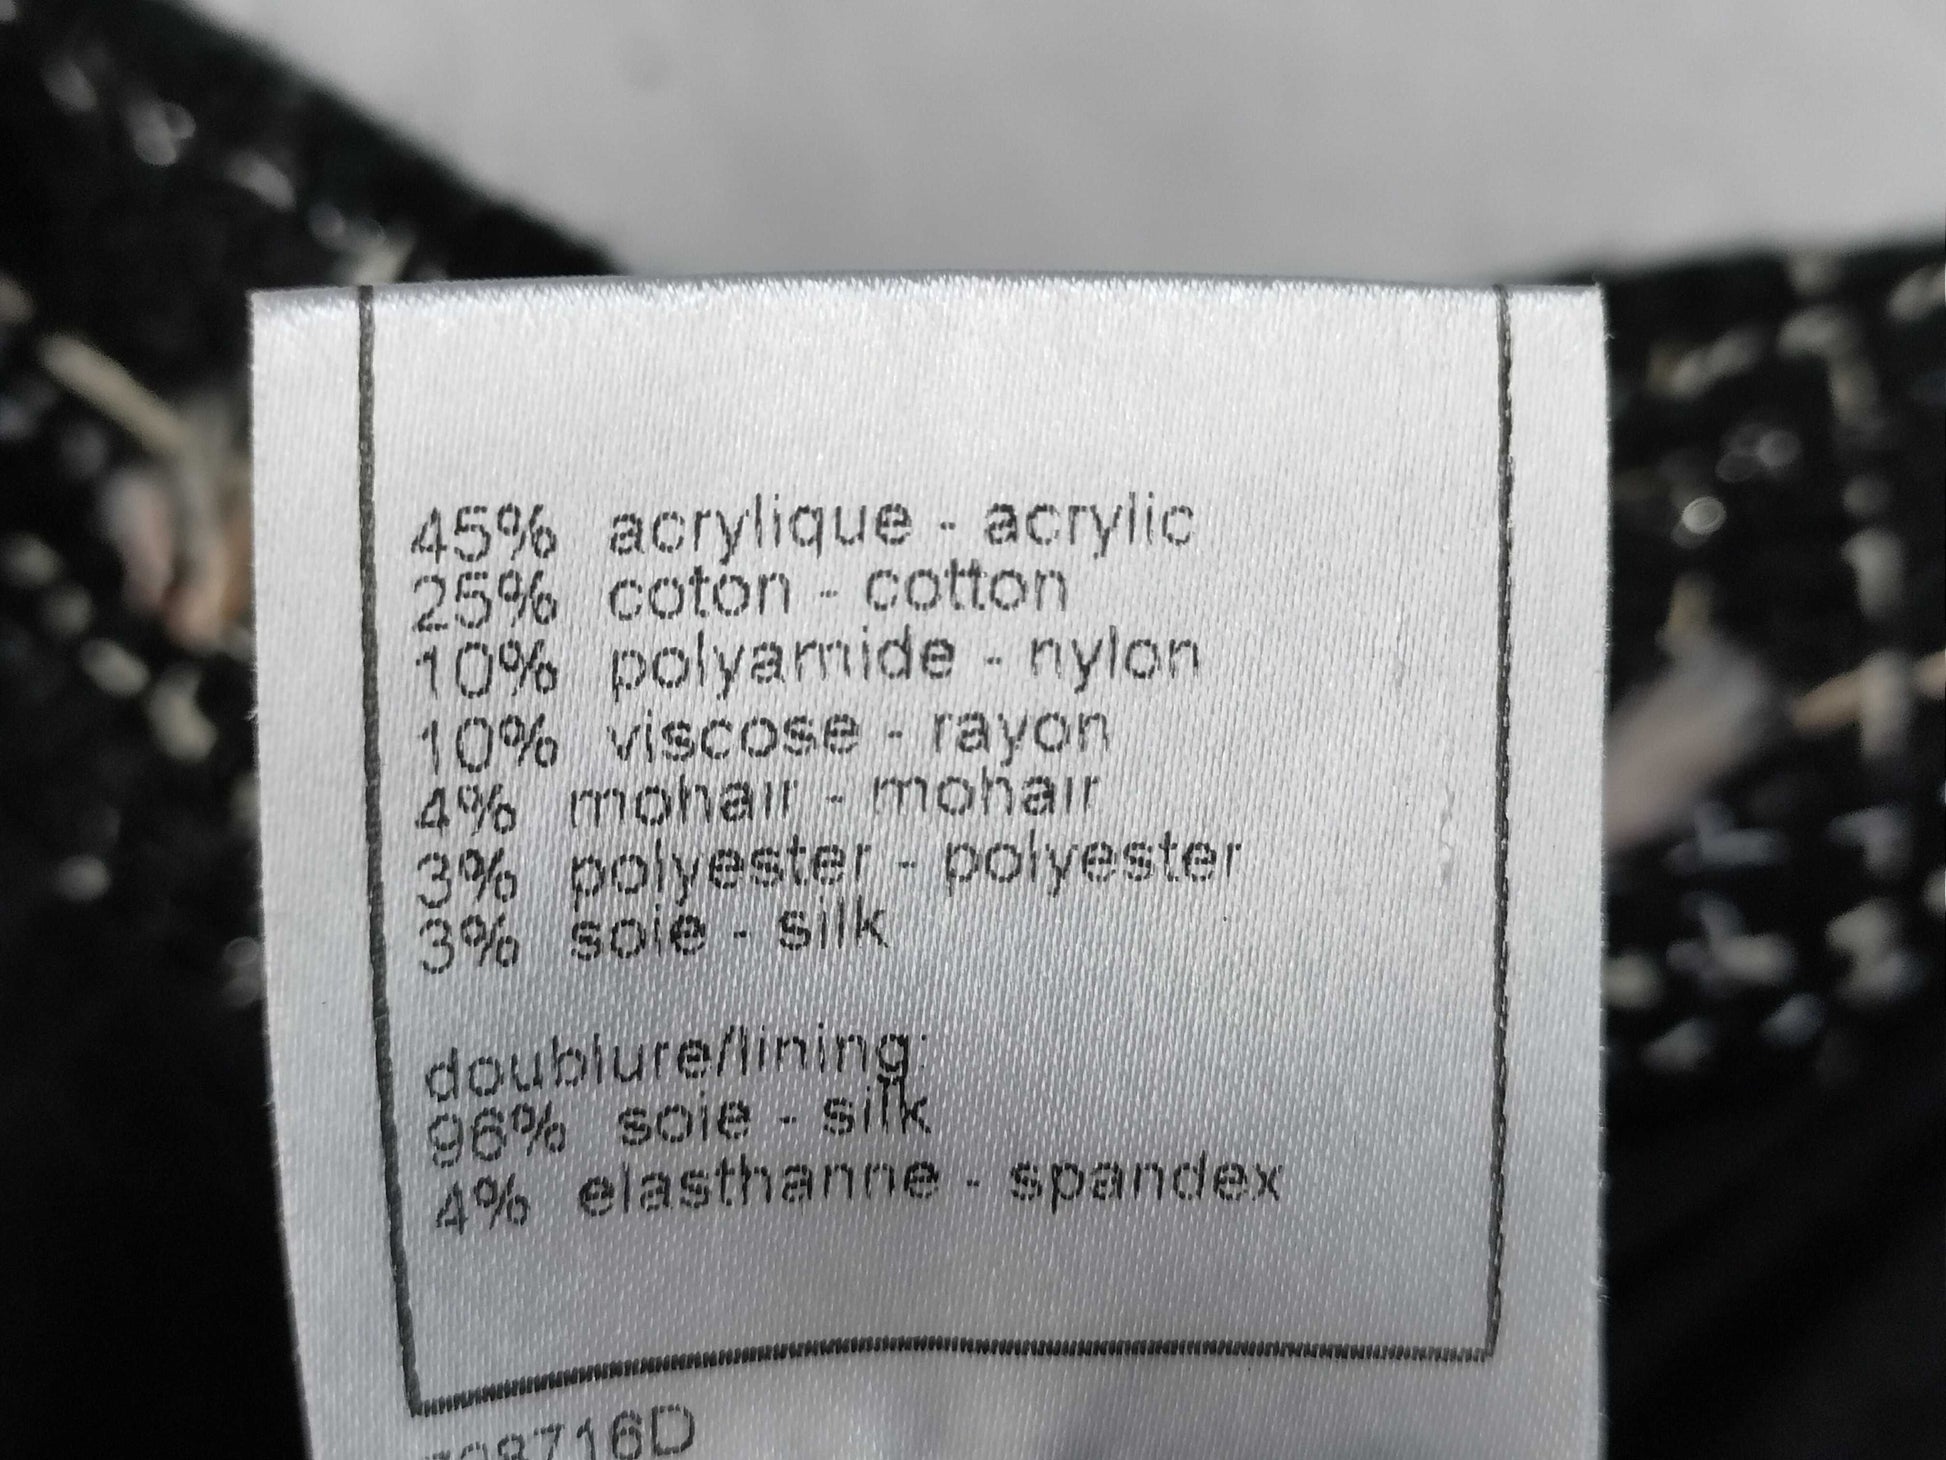 45% acrylique - acrylic
25% coton - cotton
10% polyamide - nylon
10% viscose - rayon
4% mohair - mohair
3% polyester - polyester
3% soie - silk
doublure/lining:
96% soie - silk
4% elasthanne - spandex